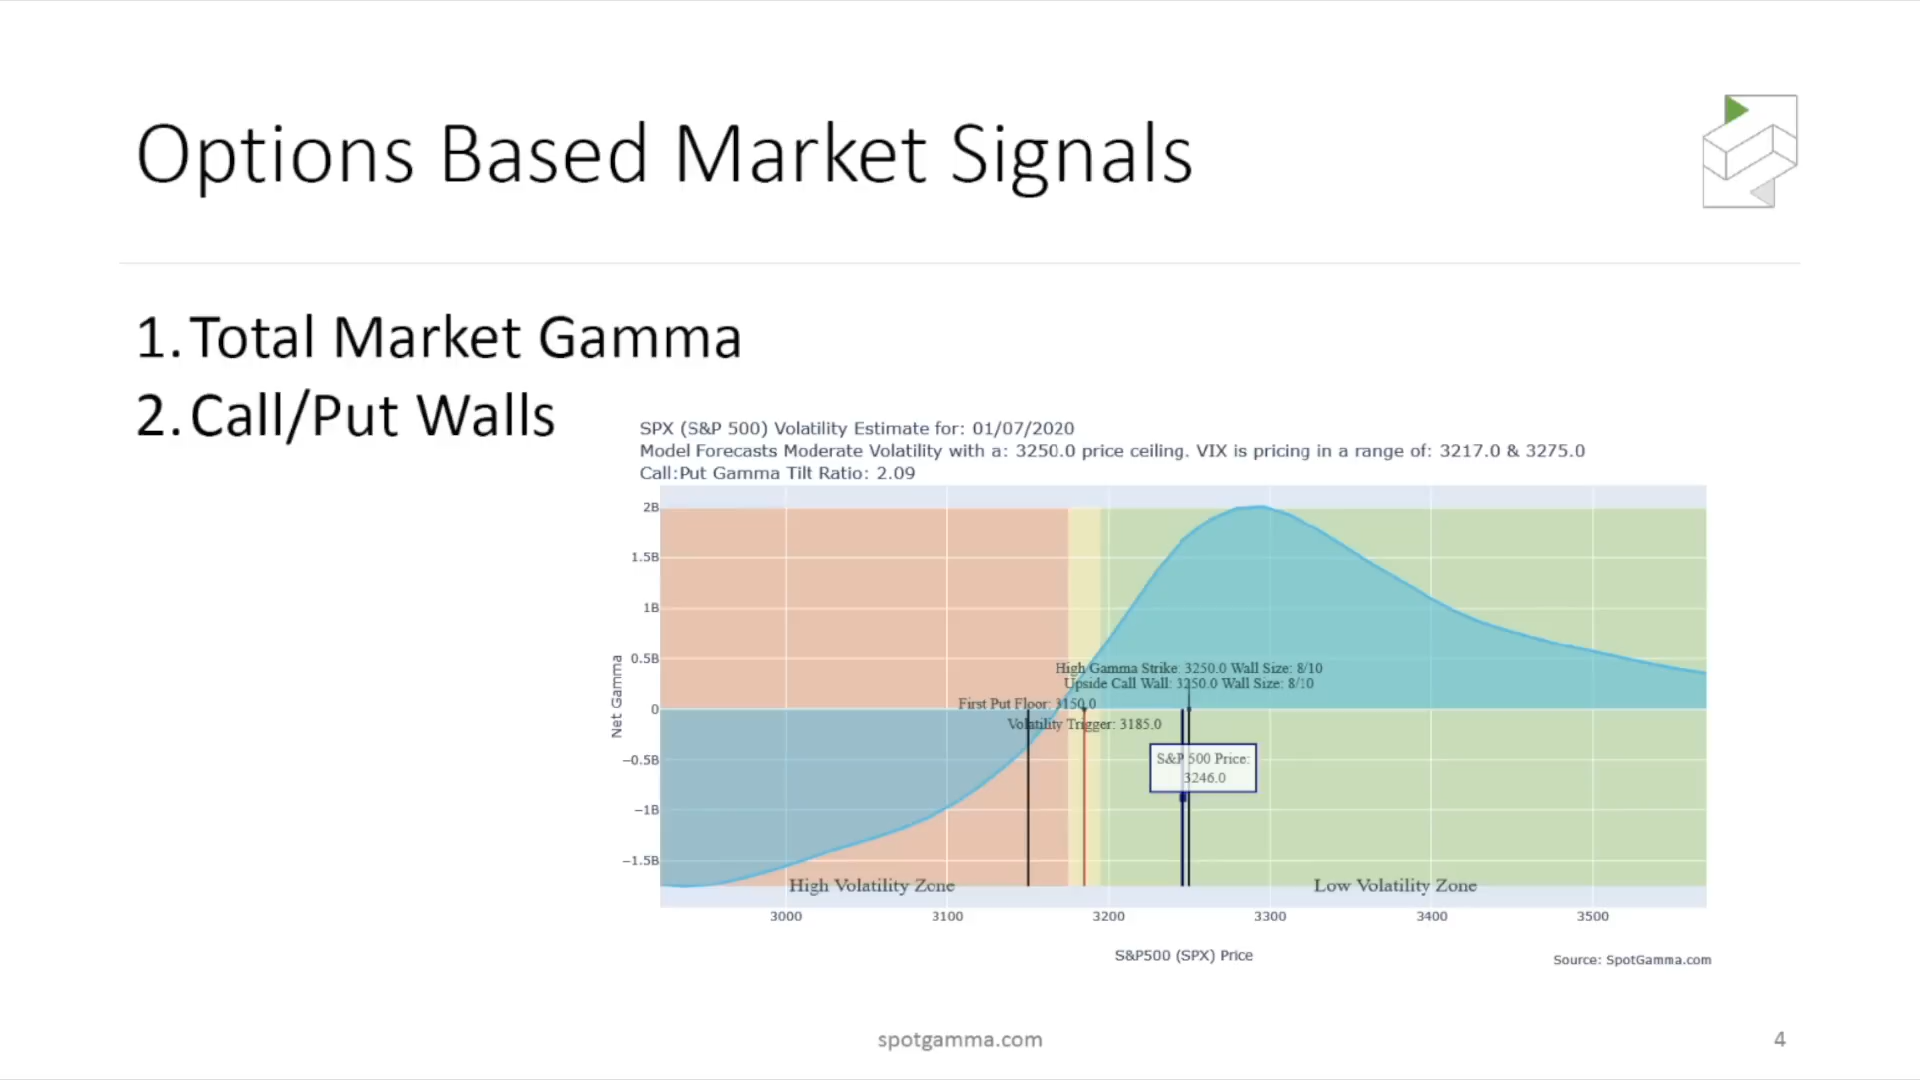 Options Based Market Signals
1. Total Market Gamma
2. Call/Put Walls
SPX (S&P 500) Volatility Estimate for: 01/07/2020
Model Forecasts Moderate Volatility with a: 3250.0 price ceiling. VIX is pricing in a range of: 3217.0 & 3275.0
Call:Put Gamma Tilt Ratio: 2.09
2B
1.5B
1B
0.5B
0
−0.5B
−1B
−1.5B
Net Gamma
High Gamma Strike: 3250.0 Wall Size: 8/10
Upside Call Wall: 3250.0 Wall Size: 8/10
First Put Floor: 3150.0
Volatility Trigger: 3185.0
S&P 500 Price:
3246.0
High Volatility Zone
Low Volatility Zone
3000
3100
3200
3300
3400
3500
S&P500 (SPX) Price
Source: SpotGamma.com
spotgamma.com
4